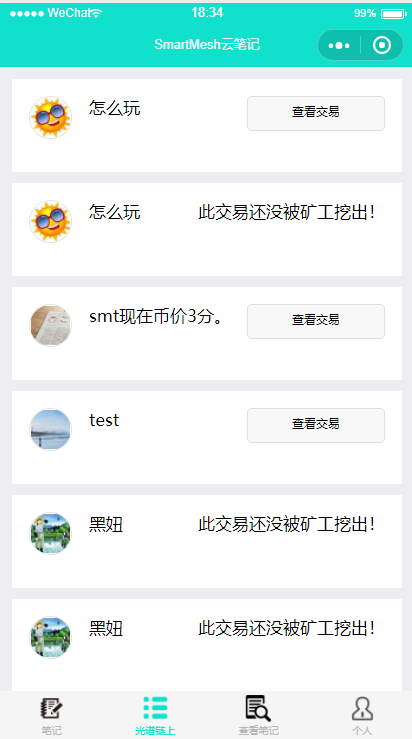 WeChat 18:34 99%
SmartMesh云笔记
怎么玩 查看交易
怎么玩 此交易还没被矿工挖出!
smt现在币价3分。 查看交易
test 查看交易
黑妞 此交易还没被矿工挖出!
黑妞 此交易还没被矿工挖出!
笔记 光谱链上 查看笔记 个人